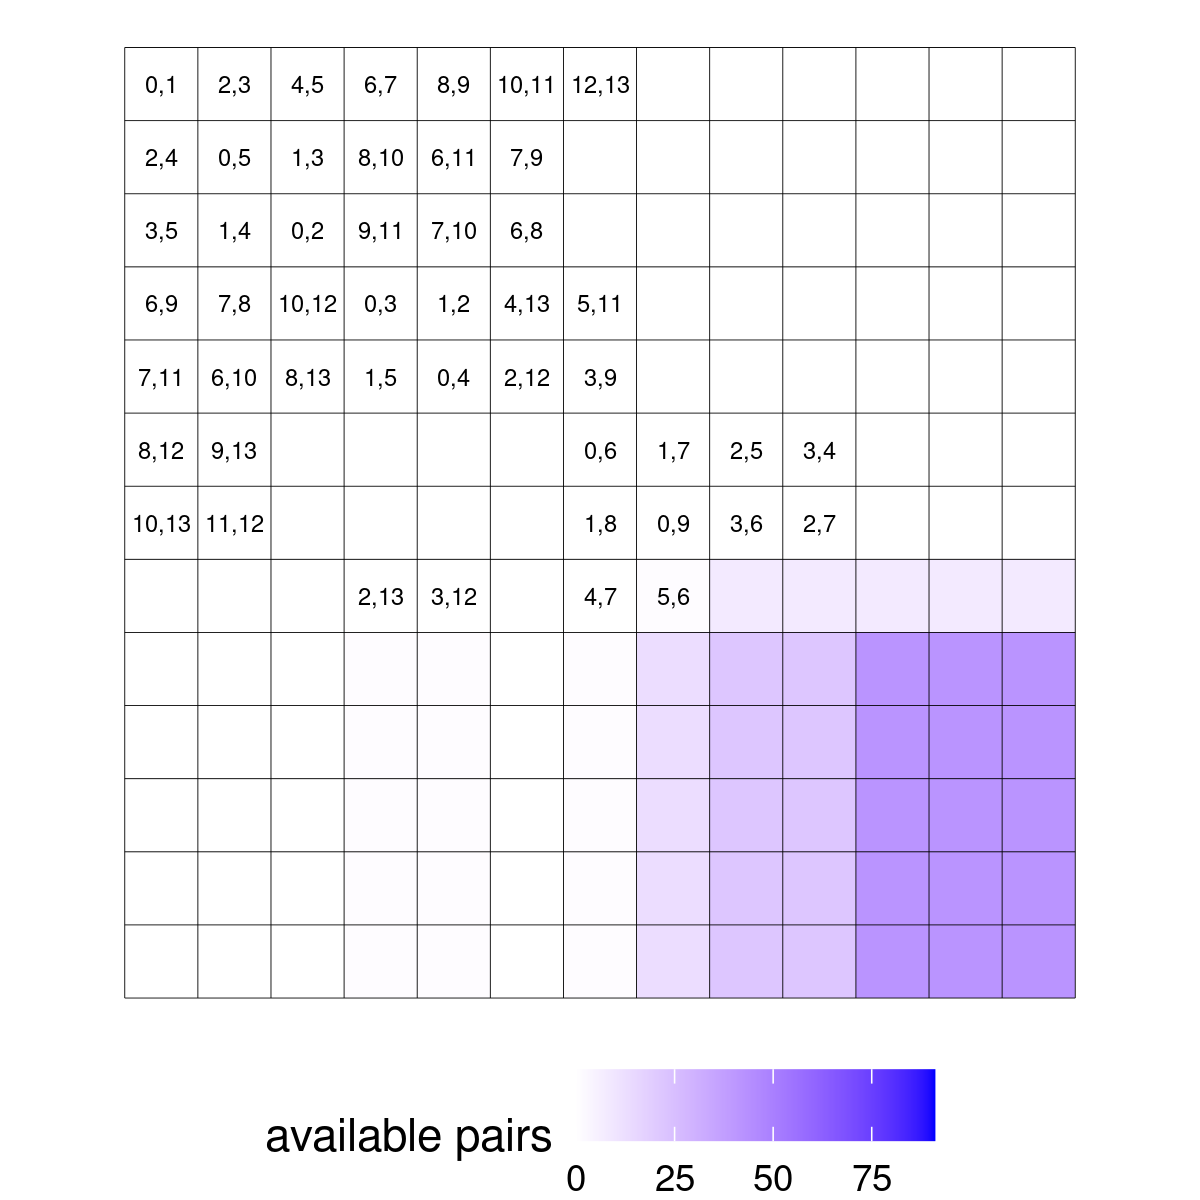 0,1 2,3 4,5 6,7 8,9 10,11 12,13
2,4 0,5 1,3 8,10 6,11 7,9
3,5 1,4 0,2 9,11 7,10 6,8
6,9 7,8 10,12 0,3 1,2 4,13 5,11
7,11 6,10 8,13 1,5 0,4 2,12 3,9
8,12 9,13 0,6 1,7 2,5 3,4
10,13 11,12 1,8 0,9 3,6 2,7
2,13 3,12 4,7 5,6
available pairs
0 25 50 75